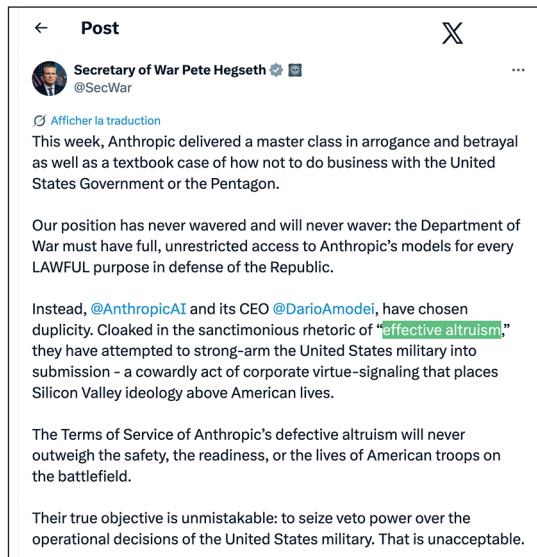 Post
Secretary of War Pete Hegseth
@SecWar
Afficher la traduction
This week, Anthropic delivered a master class in arrogance and betrayal
as well as a textbook case of how not to do business with the United
States Government or the Pentagon.
Our position has never wavered and will never waver: the Department of
War must have full, unrestricted access to Anthropic’s models for every
LAWFUL purpose in defense of the Republic.
Instead, @AnthropicAI and its CEO @DarioAmodei, have chosen
duplicity. Cloaked in the sanctimonious rhetoric of “effective altruism,”
they have attempted to strong-arm the United States military into
submission - a cowardly act of corporate virtue-signaling that places
Silicon Valley ideology above American lives.
The Terms of Service of Anthropic’s defective altruism will never
outweigh the safety, the readiness, or the lives of American troops on
the battlefield.
Their true objective is unmistakable: to seize veto power over the
operational decisions of the United States military. That is unacceptable.